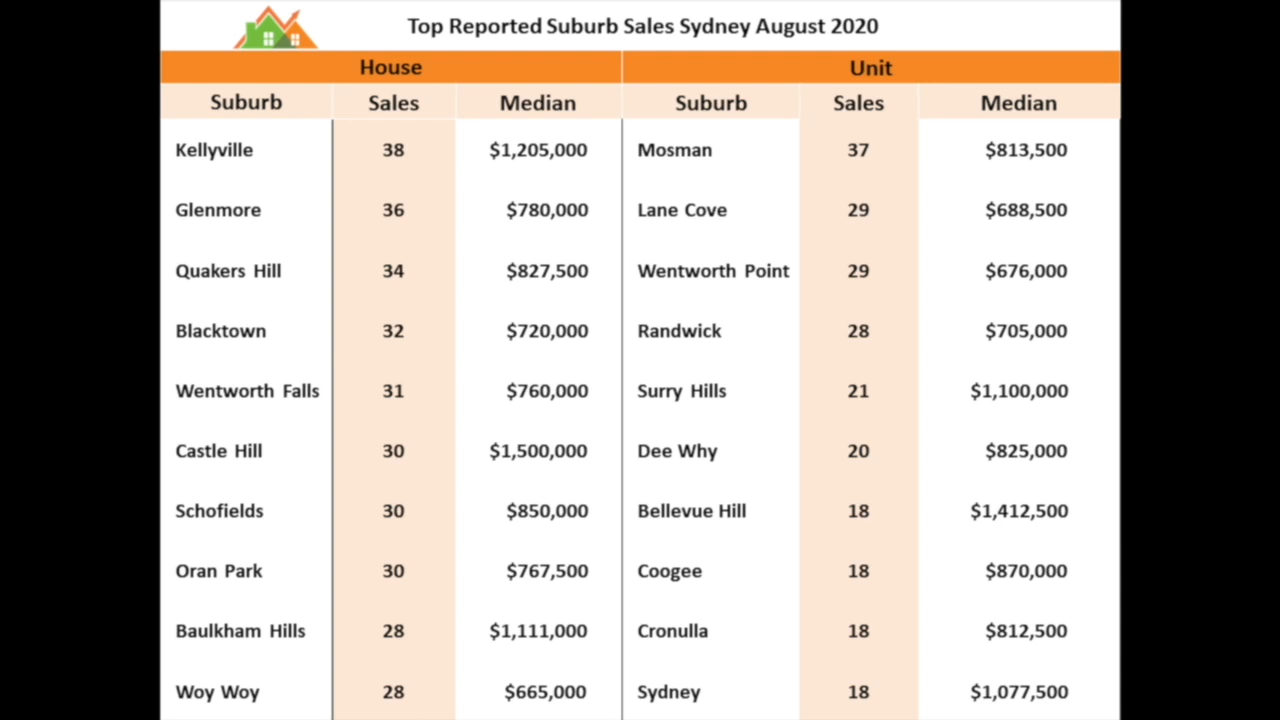 Top Reported Suburb Sales Sydney August 2020
House Unit
Suburb Sales Median Suburb Sales Median
Kellyville 38 $1,205,000 Mosman 37 $813,500
Glenmore 36 $780,000 Lane Cove 29 $688,500
Quakers Hill 34 $827,500 Wentworth Point 29 $676,000
Blacktown 32 $720,000 Randwick 28 $705,000
Wentworth Falls 31 $760,000 Surry Hills 21 $1,100,000
Castle Hill 30 $1,500,000 Dee Why 20 $825,000
Schofields 30 $850,000 Bellevue Hill 18 $1,412,500
Oran Park 30 $767,500 Coogee 18 $870,000
Baulkham Hills 28 $1,111,000 Cronulla 18 $812,500
Woy Woy 28 $665,000 Sydney 18 $1,077,500